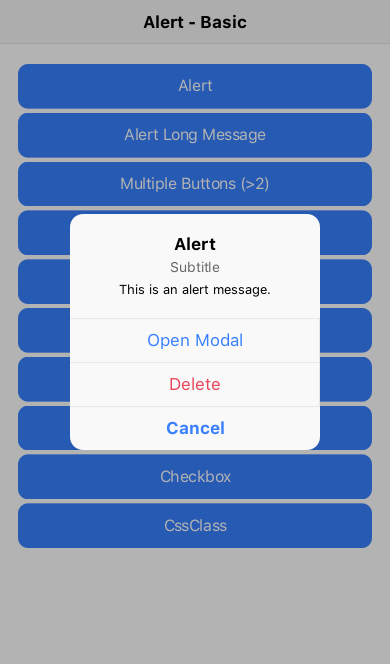 Alert - Basic
Alert
Alert Long Message
Multiple Buttons (>2)
Alert
Subtitle
This is an alert message.
Open Modal
Delete
Cancel
Checkbox
CssClass